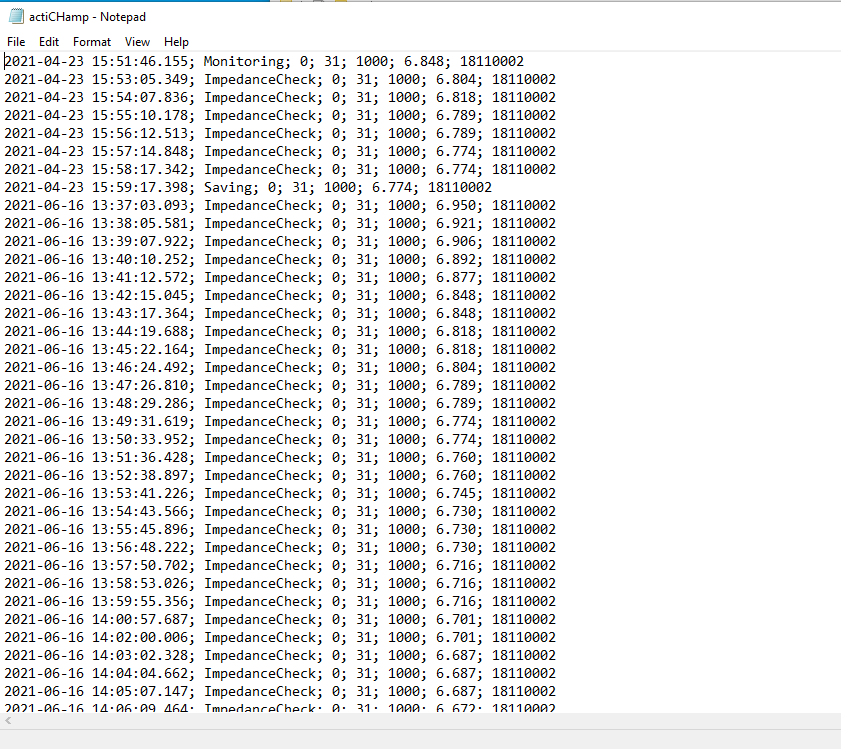 actiCHamp - Notepad
File Edit Format View Help
2021-04-23 15:51:46.155; Monitoring; 0; 31; 1000; 6.848; 18110002
2021-04-23 15:53:05.349; ImpedanceCheck; 0; 31; 1000; 6.804; 18110002
2021-04-23 15:54:07.836; ImpedanceCheck; 0; 31; 1000; 6.818; 18110002
2021-04-23 15:55:10.178; ImpedanceCheck; 0; 31; 1000; 6.789; 18110002
2021-04-23 15:56:12.513; ImpedanceCheck; 0; 31; 1000; 6.789; 18110002
2021-04-23 15:57:14.848; ImpedanceCheck; 0; 31; 1000; 6.774; 18110002
2021-04-23 15:58:17.342; ImpedanceCheck; 0; 31; 1000; 6.774; 18110002
2021-04-23 15:59:17.398; Saving; 0; 31; 1000; 6.774; 18110002
2021-06-16 13:37:03.093; ImpedanceCheck; 0; 31; 1000; 6.950; 18110002
2021-06-16 13:38:05.581; ImpedanceCheck; 0; 31; 1000; 6.921; 18110002
2021-06-16 13:39:07.922; ImpedanceCheck; 0; 31; 1000; 6.906; 18110002
2021-06-16 13:40:10.252; ImpedanceCheck; 0; 31; 1000; 6.892; 18110002
2021-06-16 13:41:12.572; ImpedanceCheck; 0; 31; 1000; 6.877; 18110002
2021-06-16 13:42:15.045; ImpedanceCheck; 0; 31; 1000; 6.848; 18110002
2021-06-16 13:43:17.364; ImpedanceCheck; 0; 31; 1000; 6.848; 18110002
2021-06-16 13:44:19.688; ImpedanceCheck; 0; 31; 1000; 6.818; 18110002
2021-06-16 13:45:22.164; ImpedanceCheck; 0; 31; 1000; 6.818; 18110002
2021-06-16 13:46:24.492; ImpedanceCheck; 0; 31; 1000; 6.804; 18110002
2021-06-16 13:47:26.810; ImpedanceCheck; 0; 31; 1000; 6.789; 18110002
2021-06-16 13:48:29.286; ImpedanceCheck; 0; 31; 1000; 6.789; 18110002
2021-06-16 13:49:31.619; ImpedanceCheck; 0; 31; 1000; 6.774; 18110002
2021-06-16 13:50:33.952; ImpedanceCheck; 0; 31; 1000; 6.774; 18110002
2021-06-16 13:51:36.428; ImpedanceCheck; 0; 31; 1000; 6.760; 18110002
2021-06-16 13:52:38.897; ImpedanceCheck; 0; 31; 1000; 6.760; 18110002
2021-06-16 13:53:41.226; ImpedanceCheck; 0; 31; 1000; 6.745; 18110002
2021-06-16 13:54:43.566; ImpedanceCheck; 0; 31; 1000; 6.730; 18110002
2021-06-16 13:55:45.896; ImpedanceCheck; 0; 31; 1000; 6.730; 18110002
2021-06-16 13:56:48.222; ImpedanceCheck; 0; 31; 1000; 6.730; 18110002
2021-06-16 13:57:50.702; ImpedanceCheck; 0; 31; 1000; 6.716; 18110002
2021-06-16 13:58:53.026; ImpedanceCheck; 0; 31; 1000; 6.716; 18110002
2021-06-16 13:59:55.356; ImpedanceCheck; 0; 31; 1000; 6.716; 18110002
2021-06-16 14:00:57.687; ImpedanceCheck; 0; 31; 1000; 6.701; 18110002
2021-06-16 14:02:00.006; ImpedanceCheck; 0; 31; 1000; 6.701; 18110002
2021-06-16 14:03:02.328; ImpedanceCheck; 0; 31; 1000; 6.687; 18110002
2021-06-16 14:04:04.662; ImpedanceCheck; 0; 31; 1000; 6.687; 18110002
2021-06-16 14:05:07.147; ImpedanceCheck; 0; 31; 1000; 6.687; 18110002
2021-06-16 14:06:09.464; ImpedanceCheck; 0; 31; 1000; 6.672; 18110002